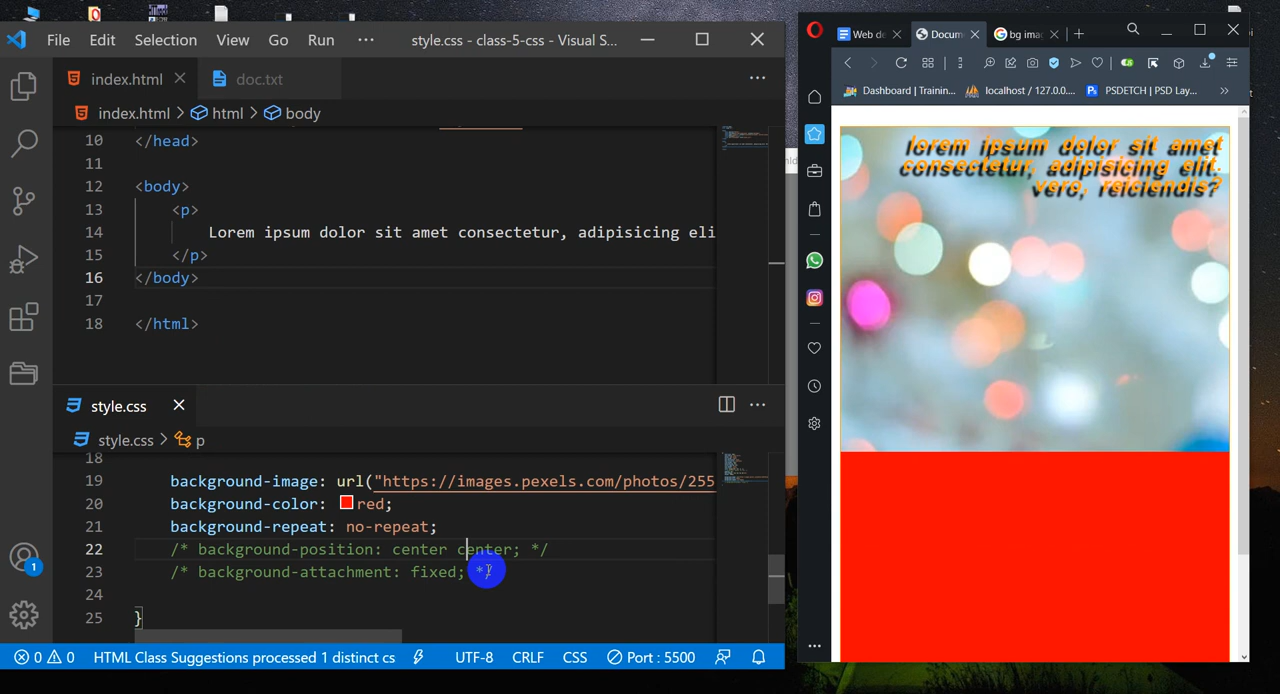 File Edit Selection View Go Run ··· style.css - class-5-css - Visual S...
index.html doc.txt ···
index.html > html > body
10 </head>
11
12 <body>
13 <p>
14 Lorem ipsum dolor sit amet consectetur, adipisicing eli
15 </p>
16 </body>
17
18 </html>
style.css ···
style.css > p
18
19 background-image: url("https://images.pexels.com/photos/255
20 background-color: red;
21 background-repeat: no-repeat;
22 /* background-position: center center; */
23 /* background-attachment: fixed; */
24
25 }
1
0 0 HTML Class Suggestions processed 1 distinct cs UTF-8 CRLF CSS Port : 5500
Web de Docum bg imag
Dashboard | Trainin... localhost / 127.0.0.... Ps PSDETCH | PSD Lay... »
lorem ipsum dolor sit amet
consectetur, adipisicing elit.
vero, reiciendis?